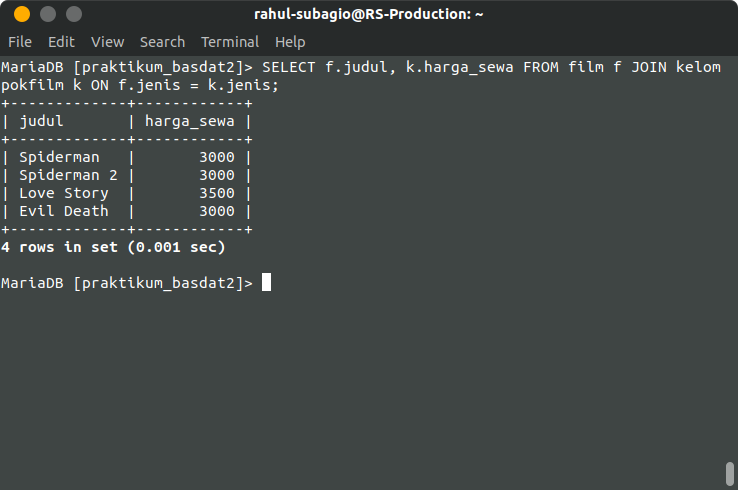 rahul-subagio@RS-Production: ~
File Edit View Search Terminal Help
MariaDB [praktikum_basdat2]> SELECT f.judul, k.harga_sewa FROM film f JOIN kelom
pokfilm k ON f.jenis = k.jenis;
+-------------+------------+
| judul       | harga_sewa |
+-------------+------------+
| Spiderman   |       3000 |
| Spiderman 2 |       3000 |
| Love Story  |       3500 |
| Evil Death  |       3000 |
+-------------+------------+
4 rows in set (0.001 sec)
MariaDB [praktikum_basdat2]>